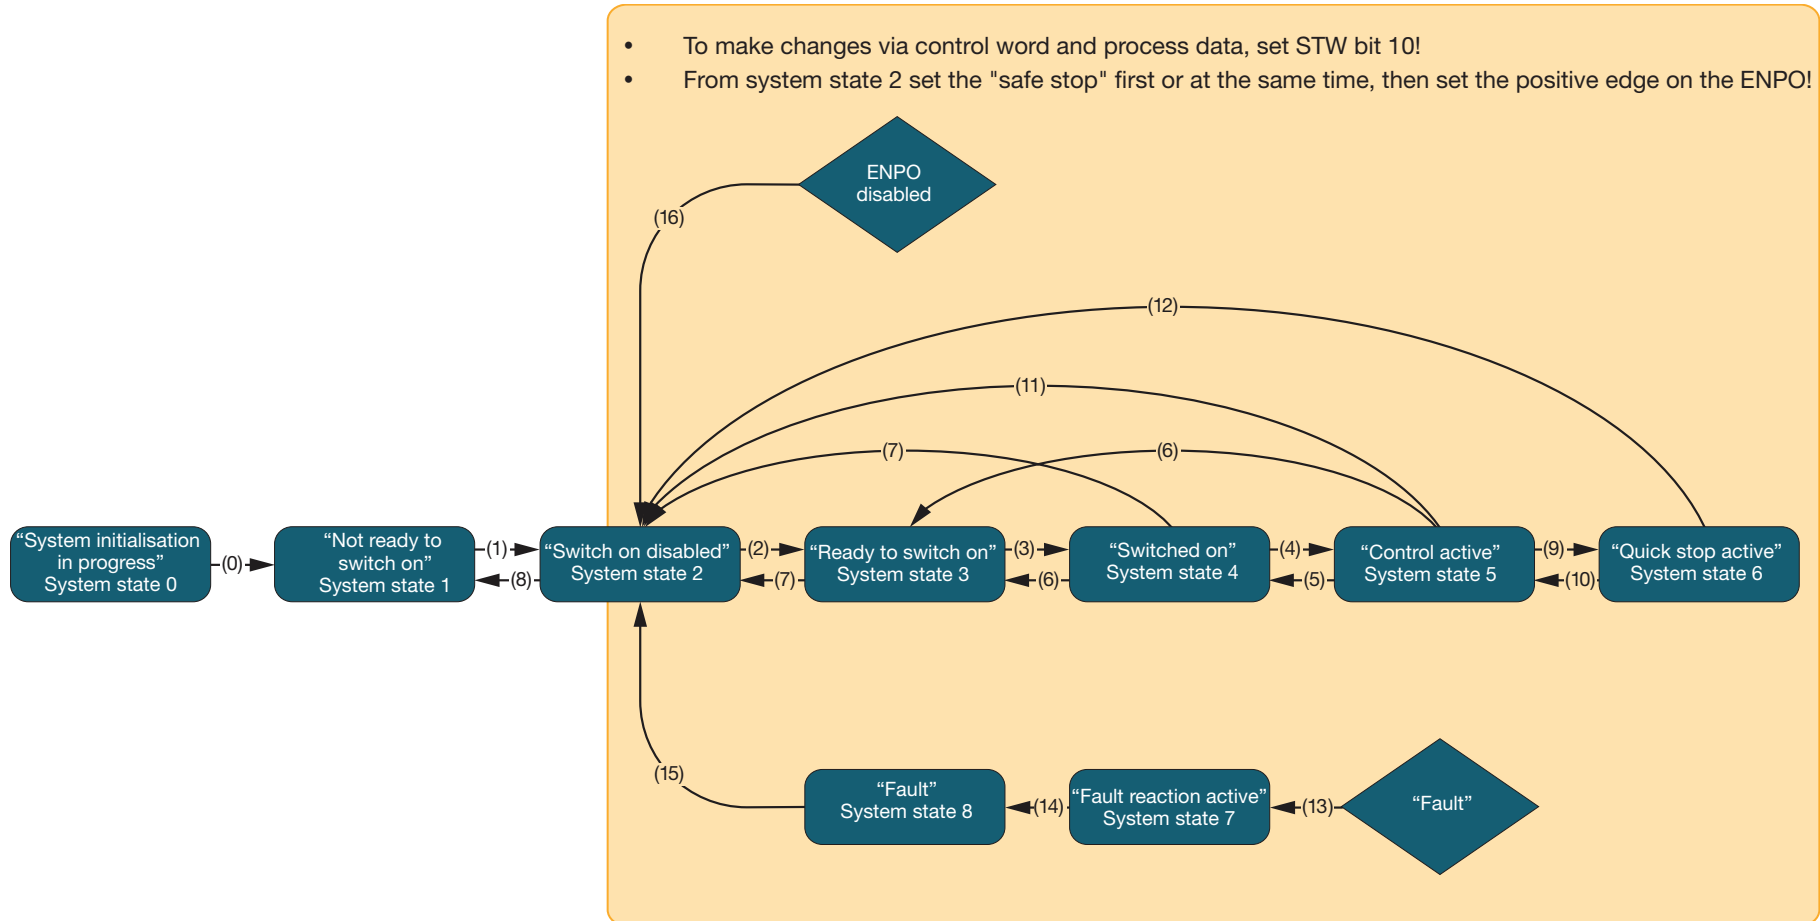 • To make changes via control word and process data, set STW bit 10!
• From system state 2 set the "safe stop" first or at the same time, then set the positive edge on the ENPO!
ENPO
disabled
(16)
(12)
(11)
(7)
(6)
“System initialisation
in progress”
System state 0
(0)
“Not ready to
switch on”
System state 1
(1)
(8)
“Switch on disabled”
System state 2
(2)
(7)
“Ready to switch on”
System state 3
(3)
(6)
“Switched on”
System state 4
(4)
(5)
“Control active”
System state 5
(9)
(10)
“Quick stop active”
System state 6
(15)
“Fault”
System state 8
(14)
“Fault reaction active”
System state 7
(13)
“Fault”